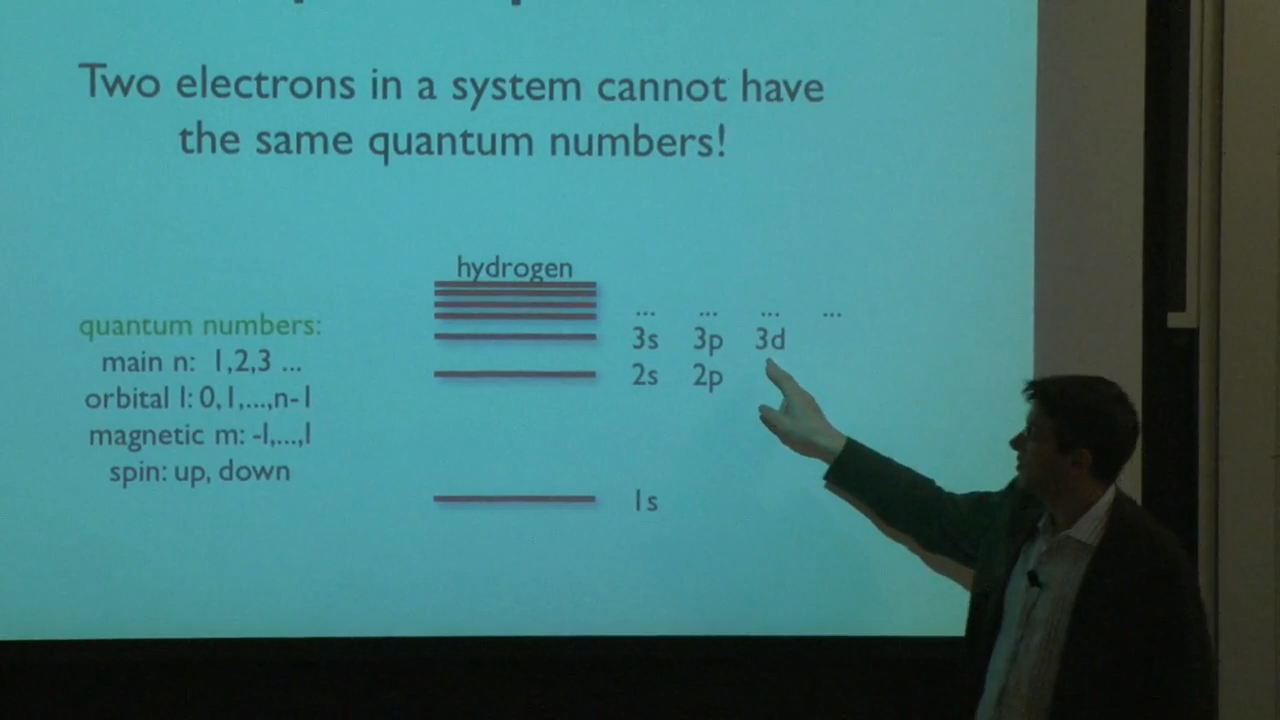 Two electrons in a system cannot have
the same quantum numbers!
hydrogen
quantum numbers:
main n: 1,2,3 ...
orbital l: 0,1,...,n-1
magnetic m: -l,...,l
spin: up, down
... ... ... ...
3s 3p 3d
2s 2p
1s